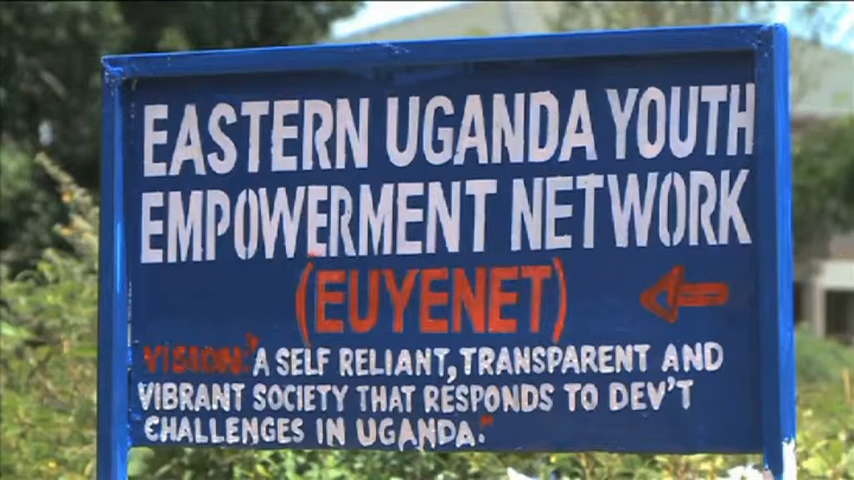 EASTERN UGANDA YOUTH
EMPOWERMENT NETWORK
(EUYENET)
VISION:"A SELF RELIANT, TRANSPARENT AND
VIBRANT SOCIETY THAT RESPONDS TO DEV'T
CHALLENGES IN UGANDA."